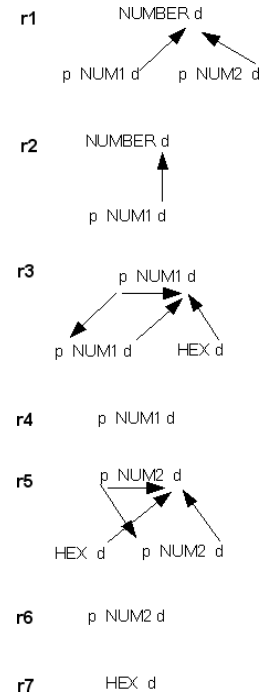 r1 NUMBER d
p NUM1 d p NUM2 d
r2 NUMBER d
p NUM1 d
r3 p NUM1 d
p NUM1 d HEX d
r4 p NUM1 d
r5 p NUM2 d
HEX d p NUM2 d
r6 p NUM2 d
r7 HEX d